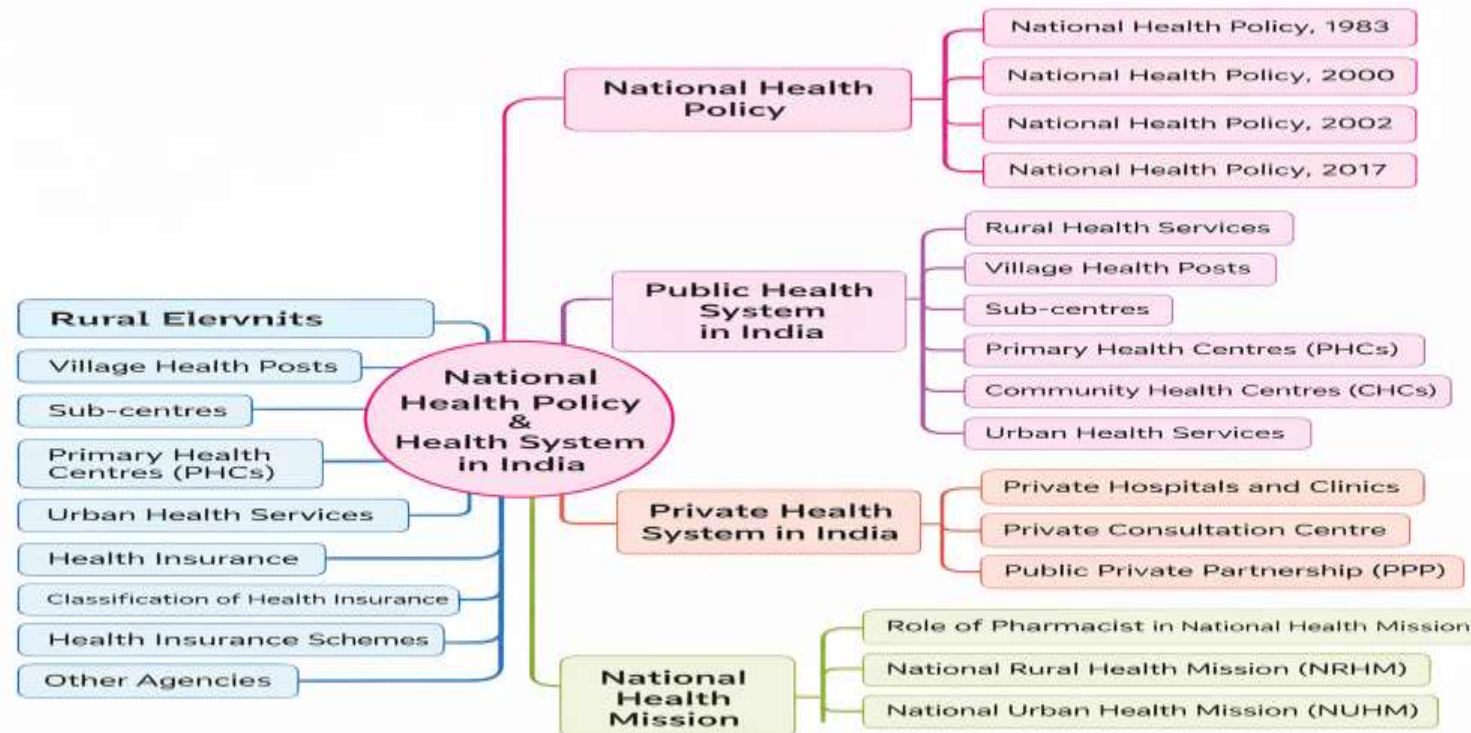 National Health
Policy
National Health Policy, 1983
National Health Policy, 2000
National Health Policy, 2002
National Health Policy, 2017
Public Health
System
in India
Rural Health Services
Village Health Posts
Sub-centres
Primary Health Centres (PHCs)
Community Health Centres (CHCs)
Urban Health Services
Rural Elervnits
Village Health Posts
Sub-centres
Primary Health
Centres (PHCs)
Urban Health Services
Health Insurance
Classification of Health Insurance
Health Insurance Schemes
Other Agencies
National
Health Policy
&
Health System
in India
Private Health
System in India
Private Hospitals and Clinics
Private Consultation Centre
Public Private Partnership (PPP)
National
Health
Mission
Role of Pharmacist in National Health Mission
National Rural Health Mission (NRHM)
National Urban Health Mission (NUHM)